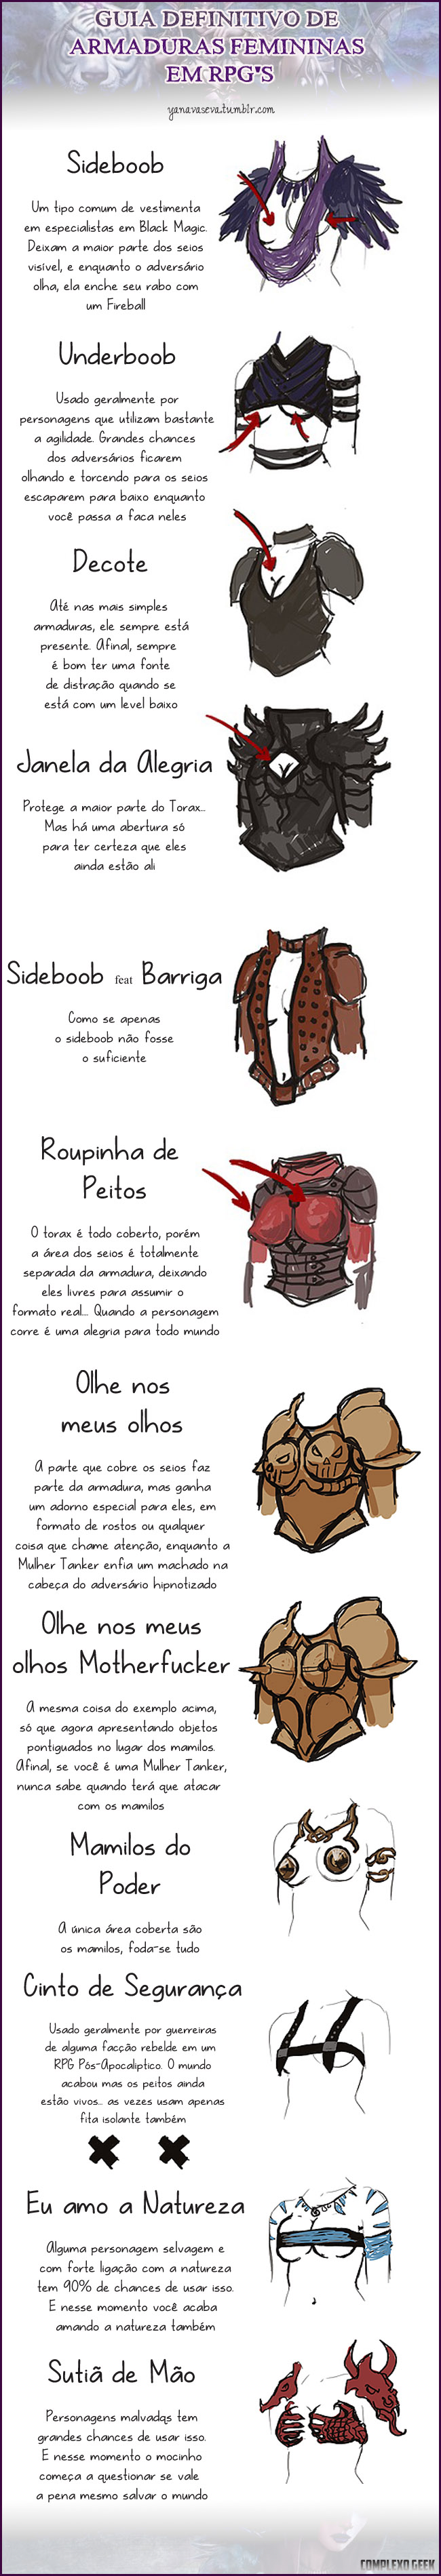 GUIA DEFINITIVO DE
ARMADURAS FEMININAS
EM RPG'S
yanavaseva.tumblr.com
Sideboob
Um tipo comum de vestimenta
em especialistas em Black Magic.
Deixam a maior parte dos seios
visível, e enquanto o adversário
olha, ela enche seu rabo com
um Fireball
Underboob
Usado geralmente por
personagens que utilizam bastante
a agilidade. Grandes chances
dos adversários ficarem
olhando e torcendo para os seios
escaparem para baixo enquanto
você passa a faca neles
Decote
Até nas mais simples
armaduras, ele sempre está
presente. Afinal, sempre
é bom ter uma fonte
de distração quando se
está com um level baixo
Janela da Alegria
Protege a maior parte do Torax...
Mas há uma abertura só
para ter certeza que eles
ainda estão ali
Sideboob feat Barriga
Como se apenas
o sideboob não fosse
o suficiente
Roupinha de
Peitos
O torax é todo coberto, porém
a área dos seios é totalmente
separada da armadura, deixando
eles livres para assumir o
formato real... Quando a personagem
corre é uma alegria para todo mundo
Olhe nos
meus olhos
A parte que cobre os seios faz
parte da armadura, mas ganha
um adorno especial para eles, em
formato de rostos ou qualquer
coisa que chame atenção, enquanto a
Mulher Tanker enfia um machado na
cabeça do adversário hipnotizado
Olhe nos meus
olhos Motherfucker
A mesma coisa do exemplo acima,
só que agora apresentando objetos
pontiagudos no lugar dos mamilos.
Afinal, se você é uma Mulher Tanker,
nunca sabe quando terá que atacar
com os mamilos
Mamilos do
Poder
A única área coberta são
os mamilos, foda-se tudo
Cinto de Segurança
Usado geralmente por guerreiras
de alguma facção rebelde em um
RPG Pós-Apocaliptico. O mundo
acabou mas os peitos ainda
estão vivos... as vezes usam apenas
fita isolante também
Eu amo a Natureza
Alguma personagem selvagem e
com forte ligação com a natureza
tem 90% de chances de usar isso.
E nesse momento você acaba
amando a natureza também
Sutiã de Mão
Personagens malvadqs tem
grandes chances de usar isso.
E nesse momento o mocinho
começa a questionar se vale
a pena mesmo salvar o mundo
COMPLEXO GEEK